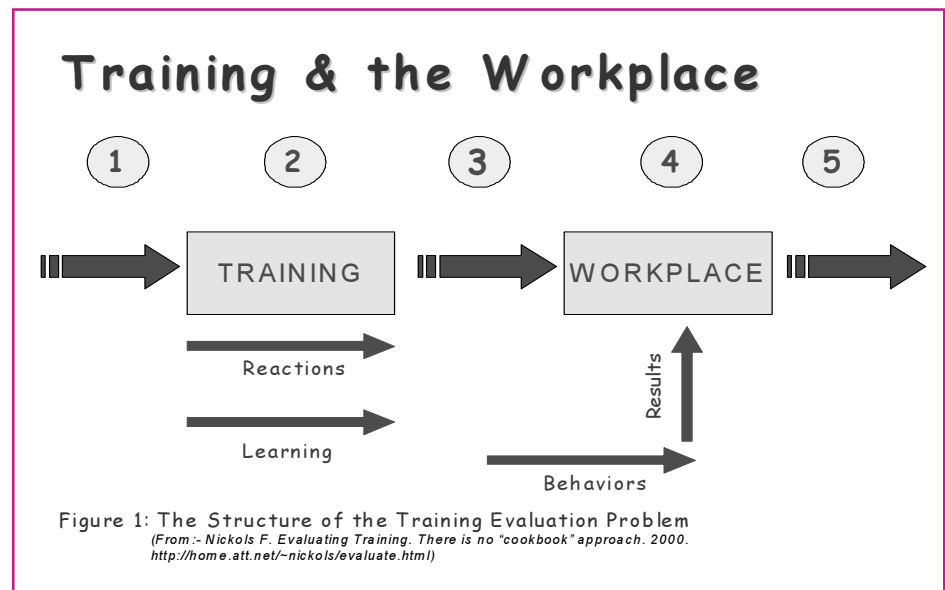 Training & the Workplace
1 2 3 4 5
TRAINING
WORKPLACE
Reactions
Learning
Results
Behaviors
Figure 1: The Structure of the Training Evaluation Problem
(From:- Nickols F. Evaluating Training. There is no “cookbook” approach. 2000.
http://home.att.net/~nickols/evaluate.html)